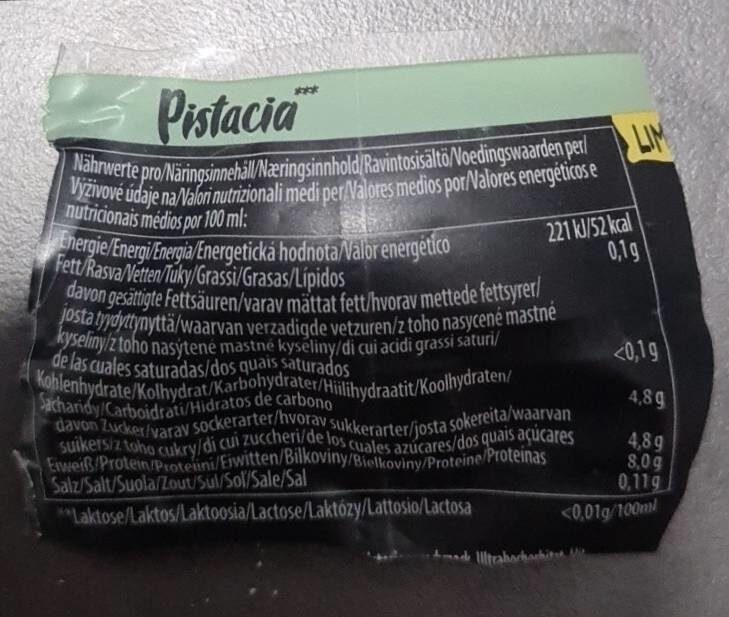 Pistacia***
LIM
Nährwerte pro/Näringsinnehåll/Næringsinnhold/Ravintosisältö/Voedingswaarden per/
Výživové údaje na/Valori nutrizionali medi per/Valores medios por/Valores energéticos e
nutricionais médios por 100 ml:
Energie/Energi/Energia/Energetická hodnota/Valor energético 221 kJ/52 kcal
Fett/Rasva/Vetten/Tuky/Grassi/Grasas/Lípidos 0,1 g
davon gesättigte Fettsäuren/varav mättat fett/hvorav mettede fettsyrer/
josta tyydyttynyttä/waarvan verzadigde vetzuren/z toho nasycené mastné
kyseliny/z toho nasýtené mastné kyseliny/di cui acidi grassi saturi/
de las cuales saturadas/dos quais saturados <0,1 g
Kohlenhydrate/Kolhydrat/Karbohydrater/Hiilihydraatit/Koolhydraten/
Sacharidy/Carboidrati/Hidratos de carbono 4,8 g
davon Zucker/varav sockerarter/hvorav sukkerarter/josta sokereita/waarvan
suikers/z toho cukry/di cui zuccheri/de los cuales azúcares/dos quais açúcares 4,8 g
Eiweiß/Protein/Proteiini/Eiwitten/Bílkoviny/Bielkoviny/Proteine/Proteínas 8,0 g
Salz/Salt/Suola/Zout/Sůl/Soľ/Sale/Sal 0,11 g
**Laktose/Laktos/Laktoosia/Lactose/Laktózy/Lattosio/Lactosa <0,01g/100ml